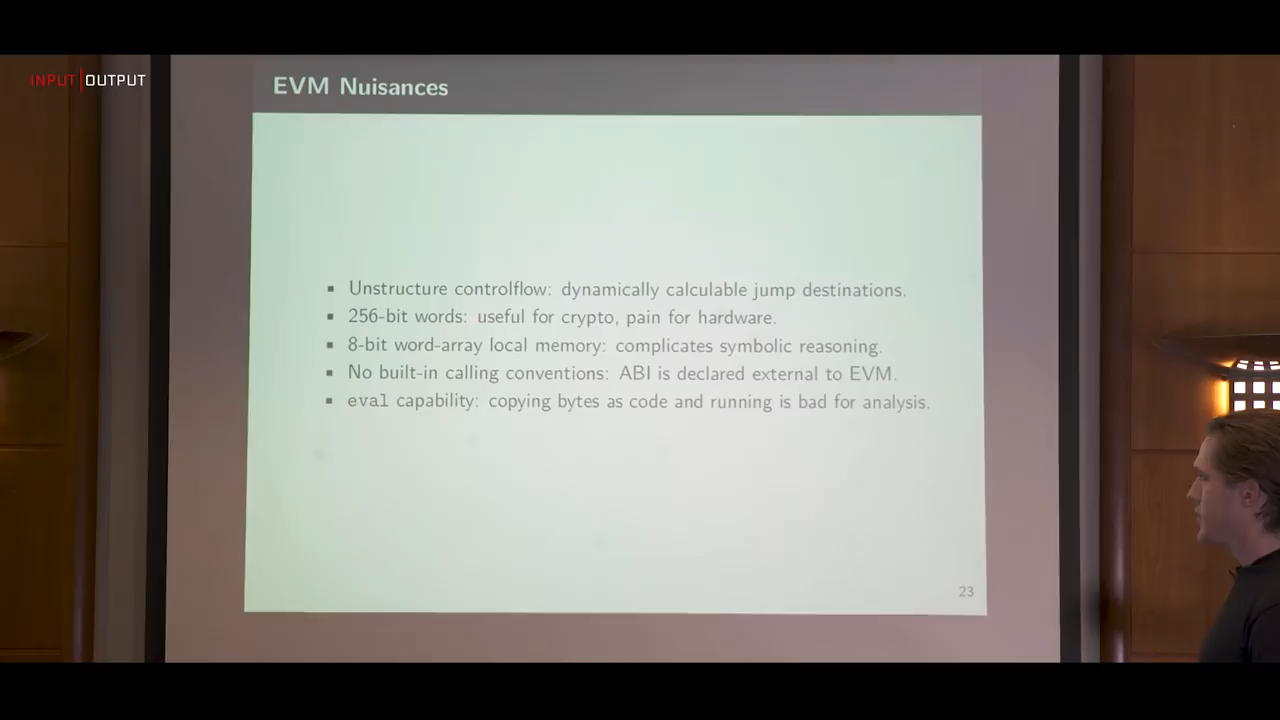 INPUT|OUTPUT
EVM Nuisances
▪ Unstructure controlflow: dynamically calculable jump destinations.
▪ 256-bit words: useful for crypto, pain for hardware.
▪ 8-bit word-array local memory: complicates symbolic reasoning.
▪ No built-in calling conventions: ABI is declared external to EVM.
▪ eval capability: copying bytes as code and running is bad for analysis.
23